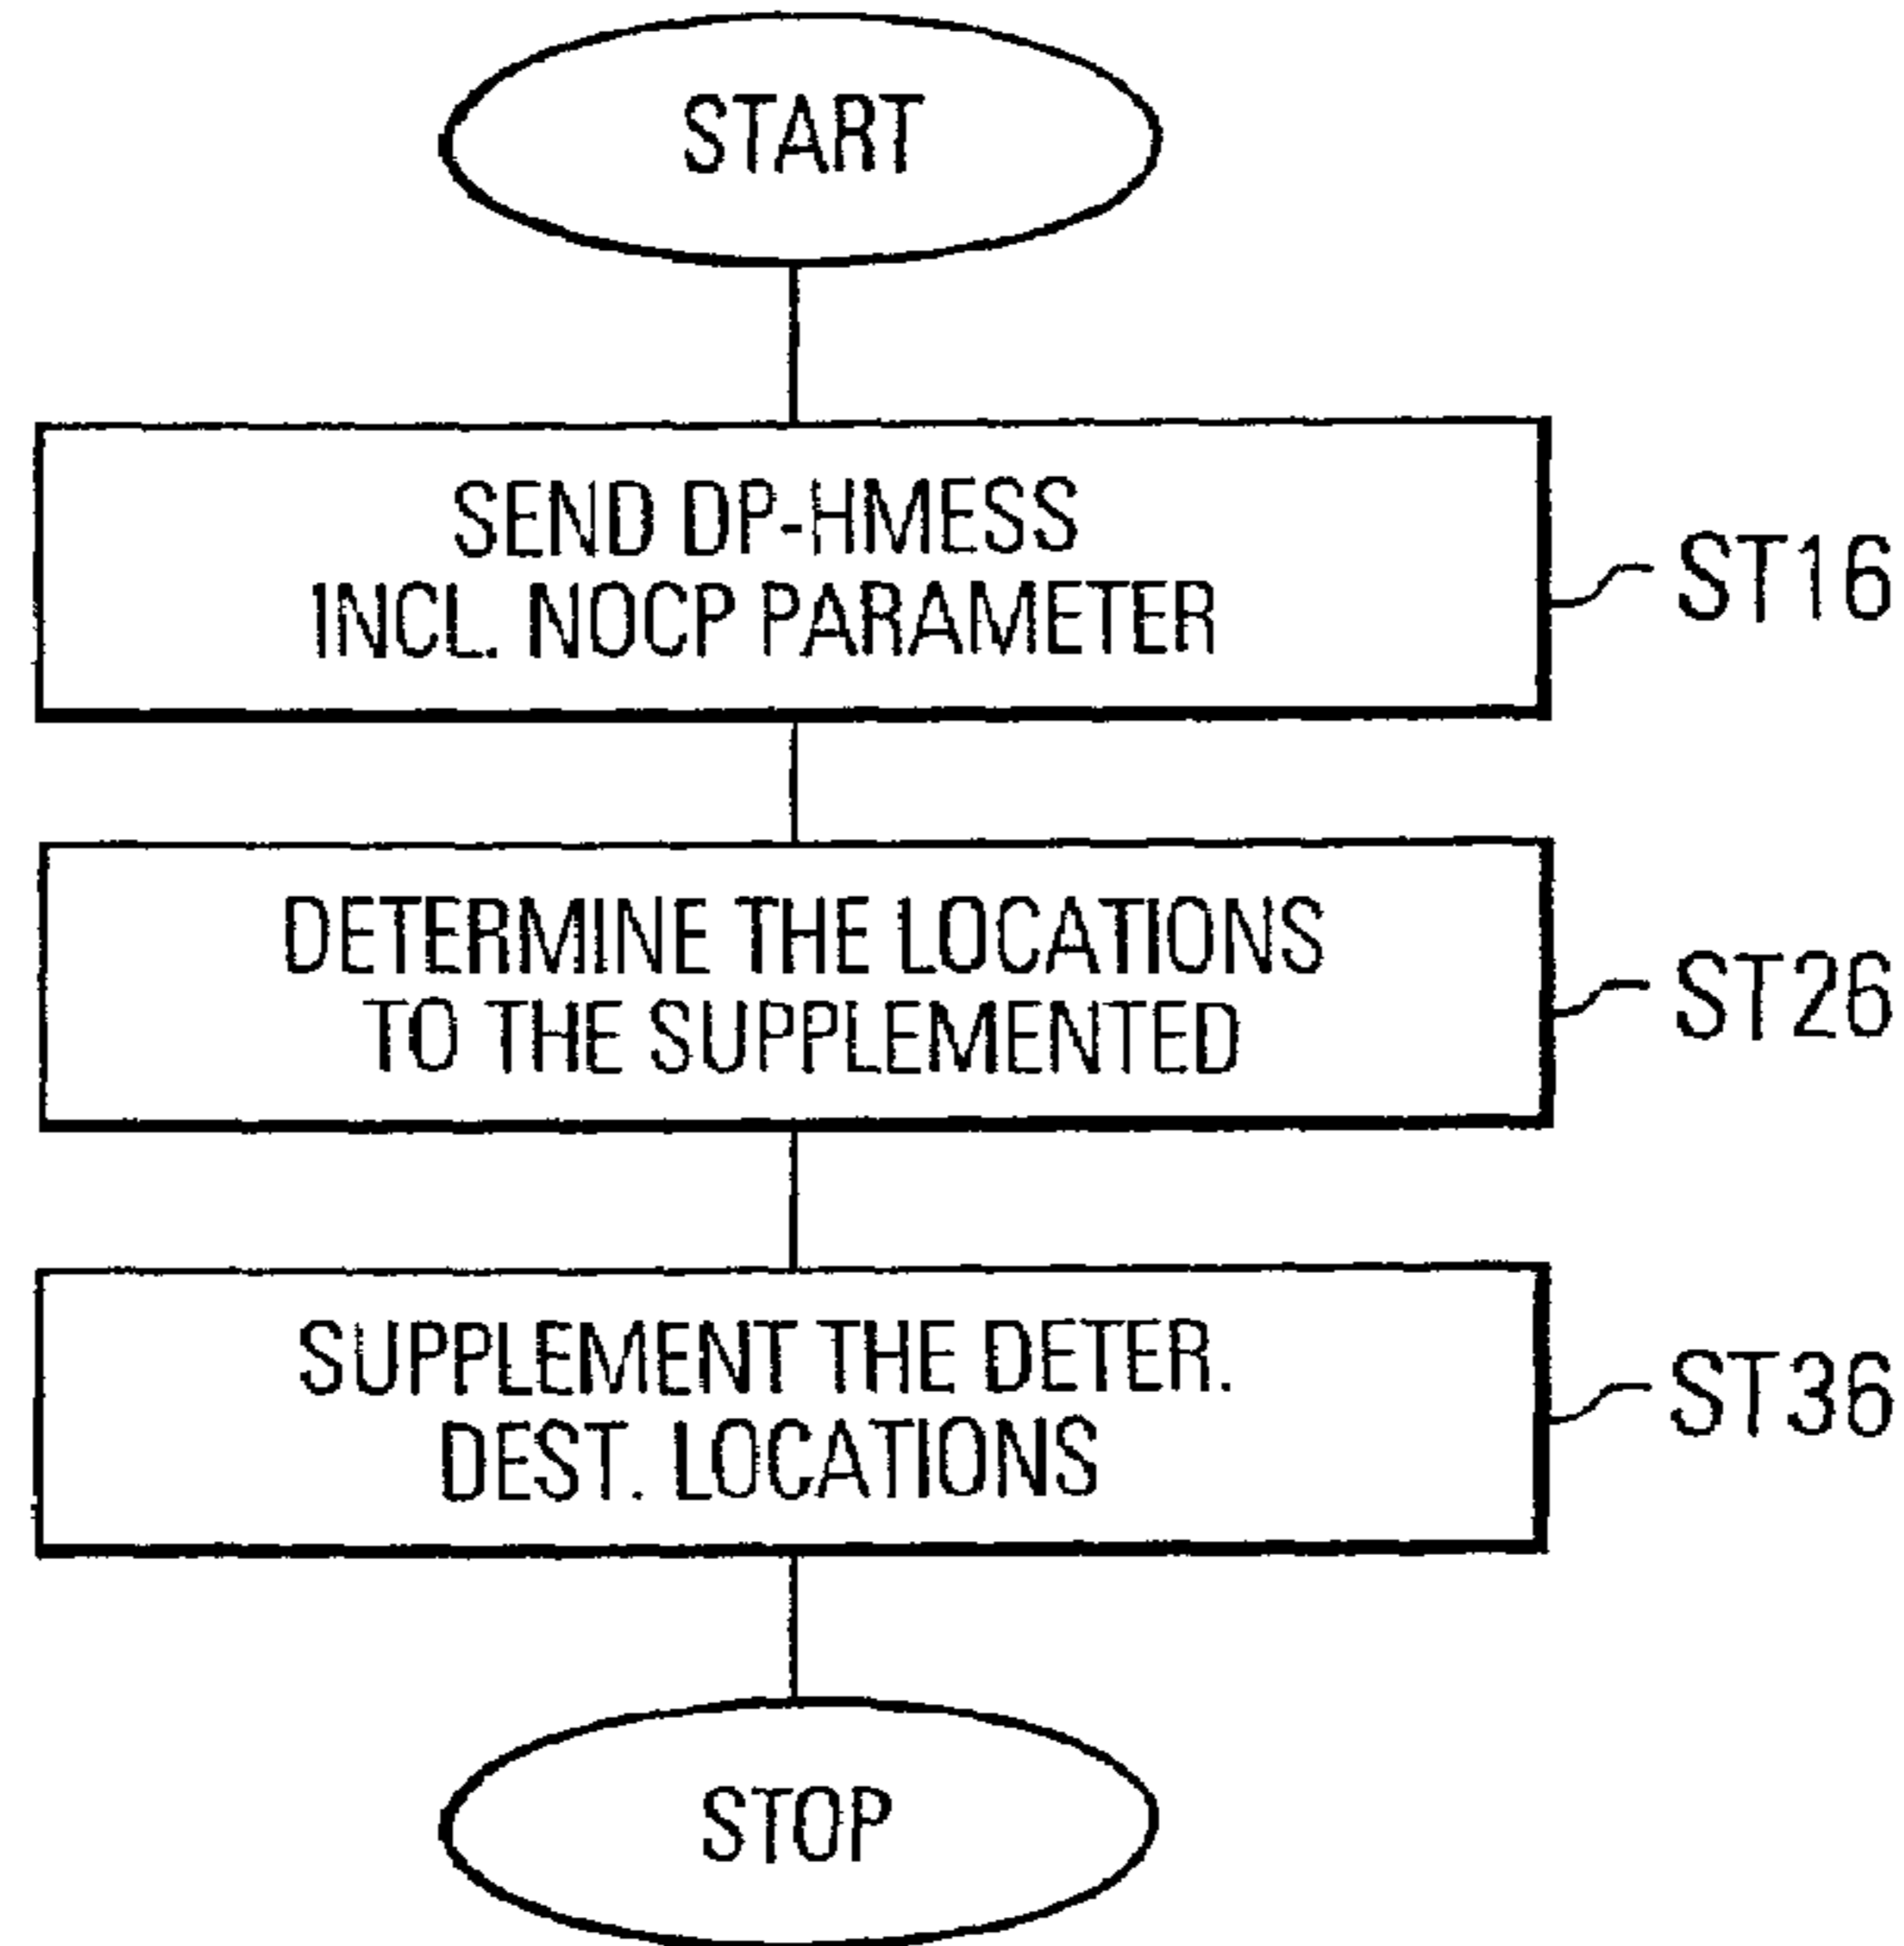 START
SEND DP-HMESS
INCL. NOCP PARAMETER
ST16
DETERMINE THE LOCATIONS
TO THE SUPPLEMENTED
ST26
SUPPLEMENT THE DETER.
DEST. LOCATIONS
ST36
STOP